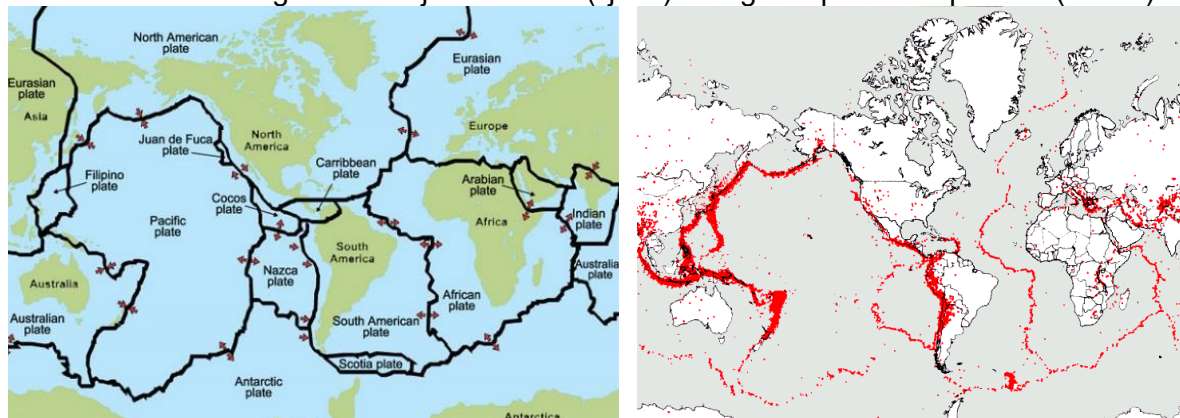 North American
plate
Eurasian
plate
Eurasian
plate
Asia
Europe
North
America
Juan de Fuca
plate
Carribbean
plate
Arabian
plate
Filipino
plate
Cocos
plate
Africa
Indian
plate
Pacific
plate
South
America
Nazca
plate
Australia
Australia
plate
African
plate
Australian
plate
South American
plate
Scotia plate
Antarctic
plate
Antarctica